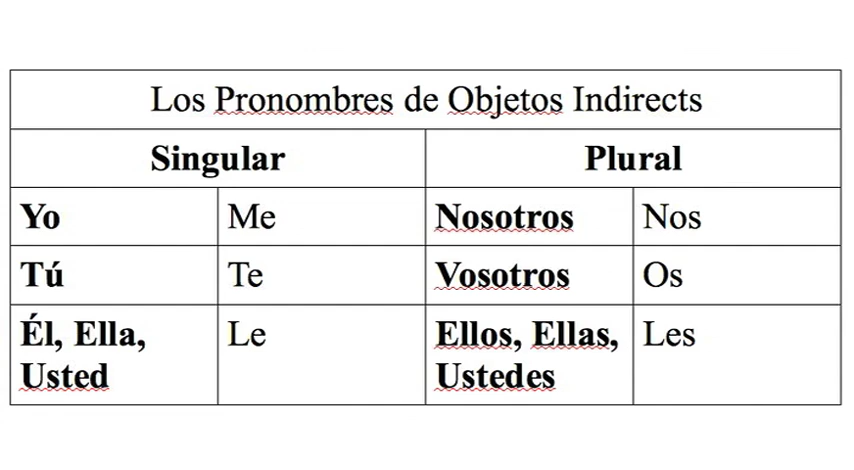 Los Pronombres de Objetos Indirects
Singular Plural
Yo Me Nosotros Nos
Tú Te Vosotros Os
Él, Ella, Le Ellos, Ellas, Les
Usted Ustedes